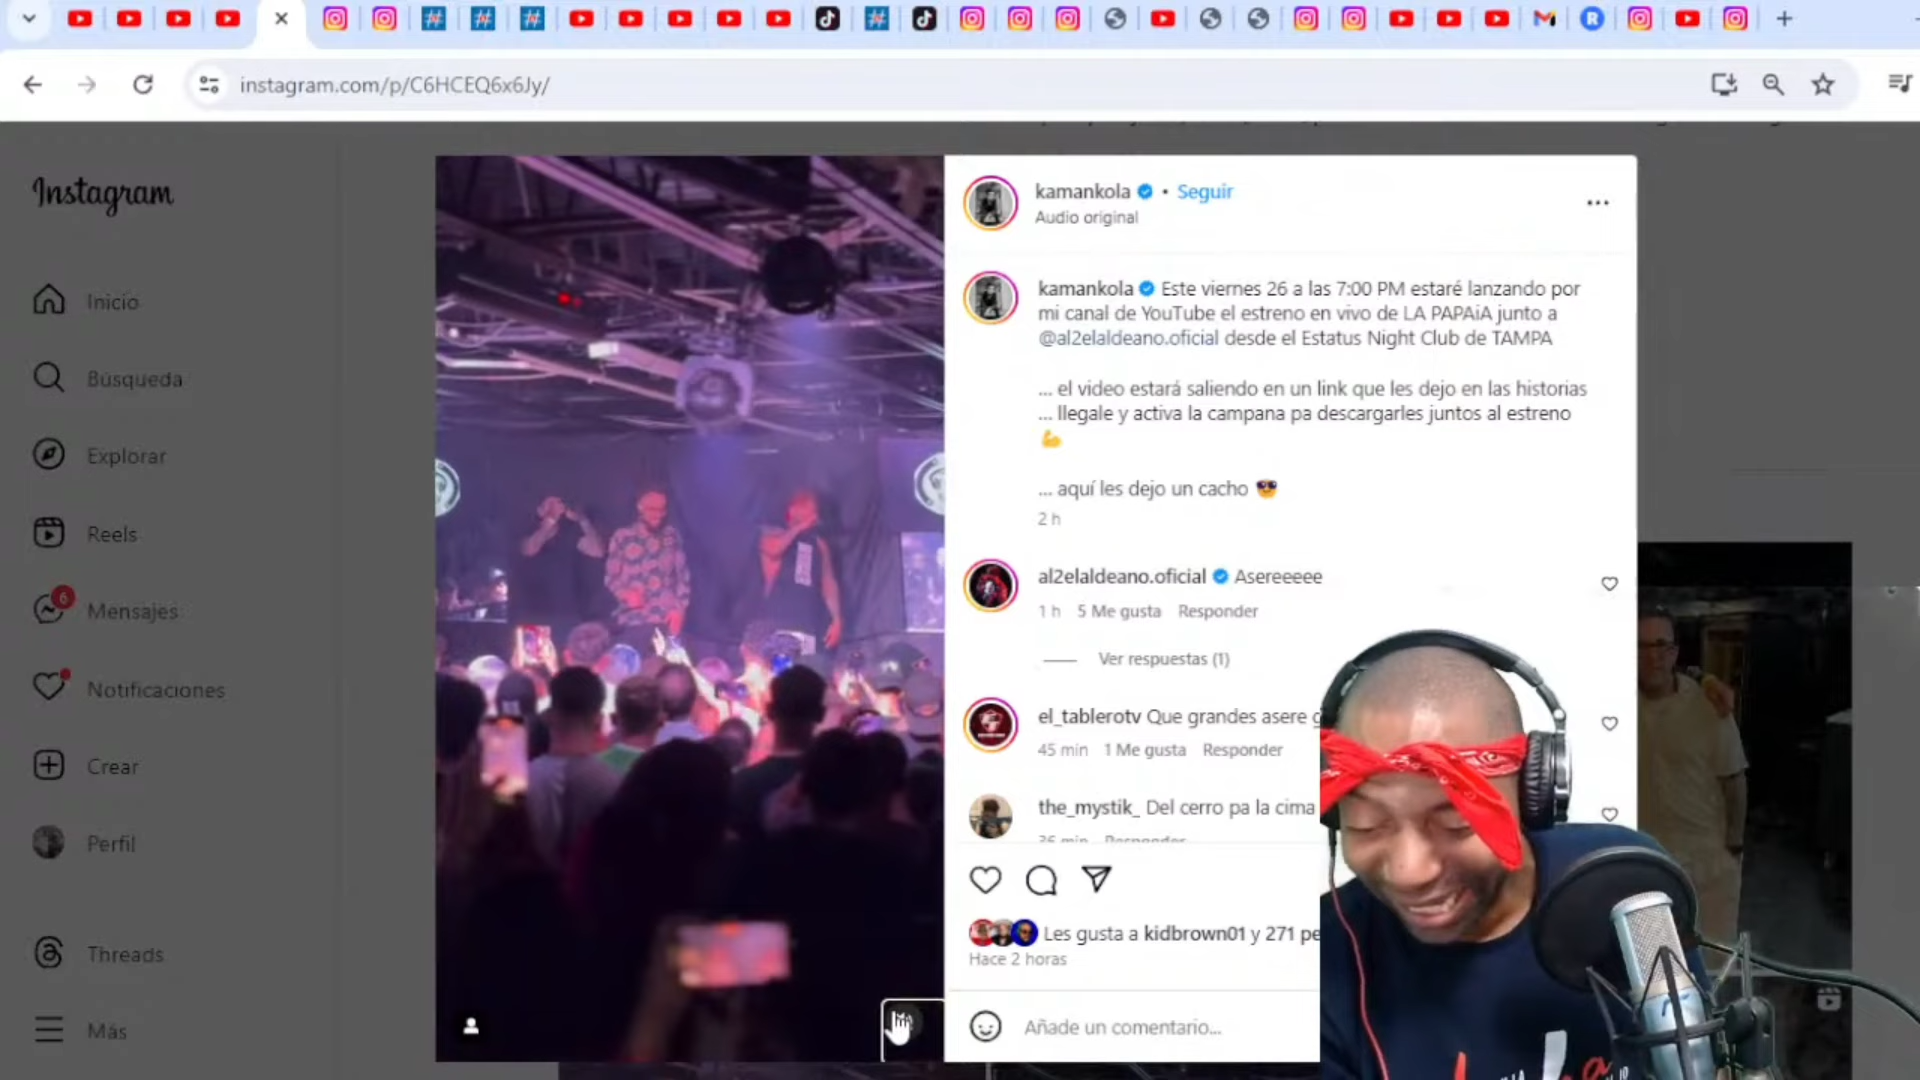 instagram.com/p/C6HCEQ6x6Jy/
Instagram
Inicio
Búsqueda
Explorar
Reels
6
Mensajes
Notificaciones
Crear
Perfil
Threads
Más
kamankola • Seguir
Audio original
kamankola Este viernes 26 a las 7:00 PM estaré lanzando por
mi canal de YouTube el estreno en vivo de LA PAPAiA junto a
@al2elaldeano.oficial desde el Estatus Night Club de TAMPA
... el video estará saliendo en un link que les dejo en las historias
... llegale y activa la campana pa descargarles juntos al estreno
💪
... aquí les dejo un cacho 😎
2 h
al2elaldeano.oficial Asereeeee
1 h 5 Me gusta Responder
Ver respuestas (1)
el_tablerotv Que grandes asere g
45 min 1 Me gusta Responder
the_mystik_ Del cerro pa la cima
36 min Responder
Les gusta a kidbrown01 y 271 pe
Hace 2 horas
Añade un comentario...